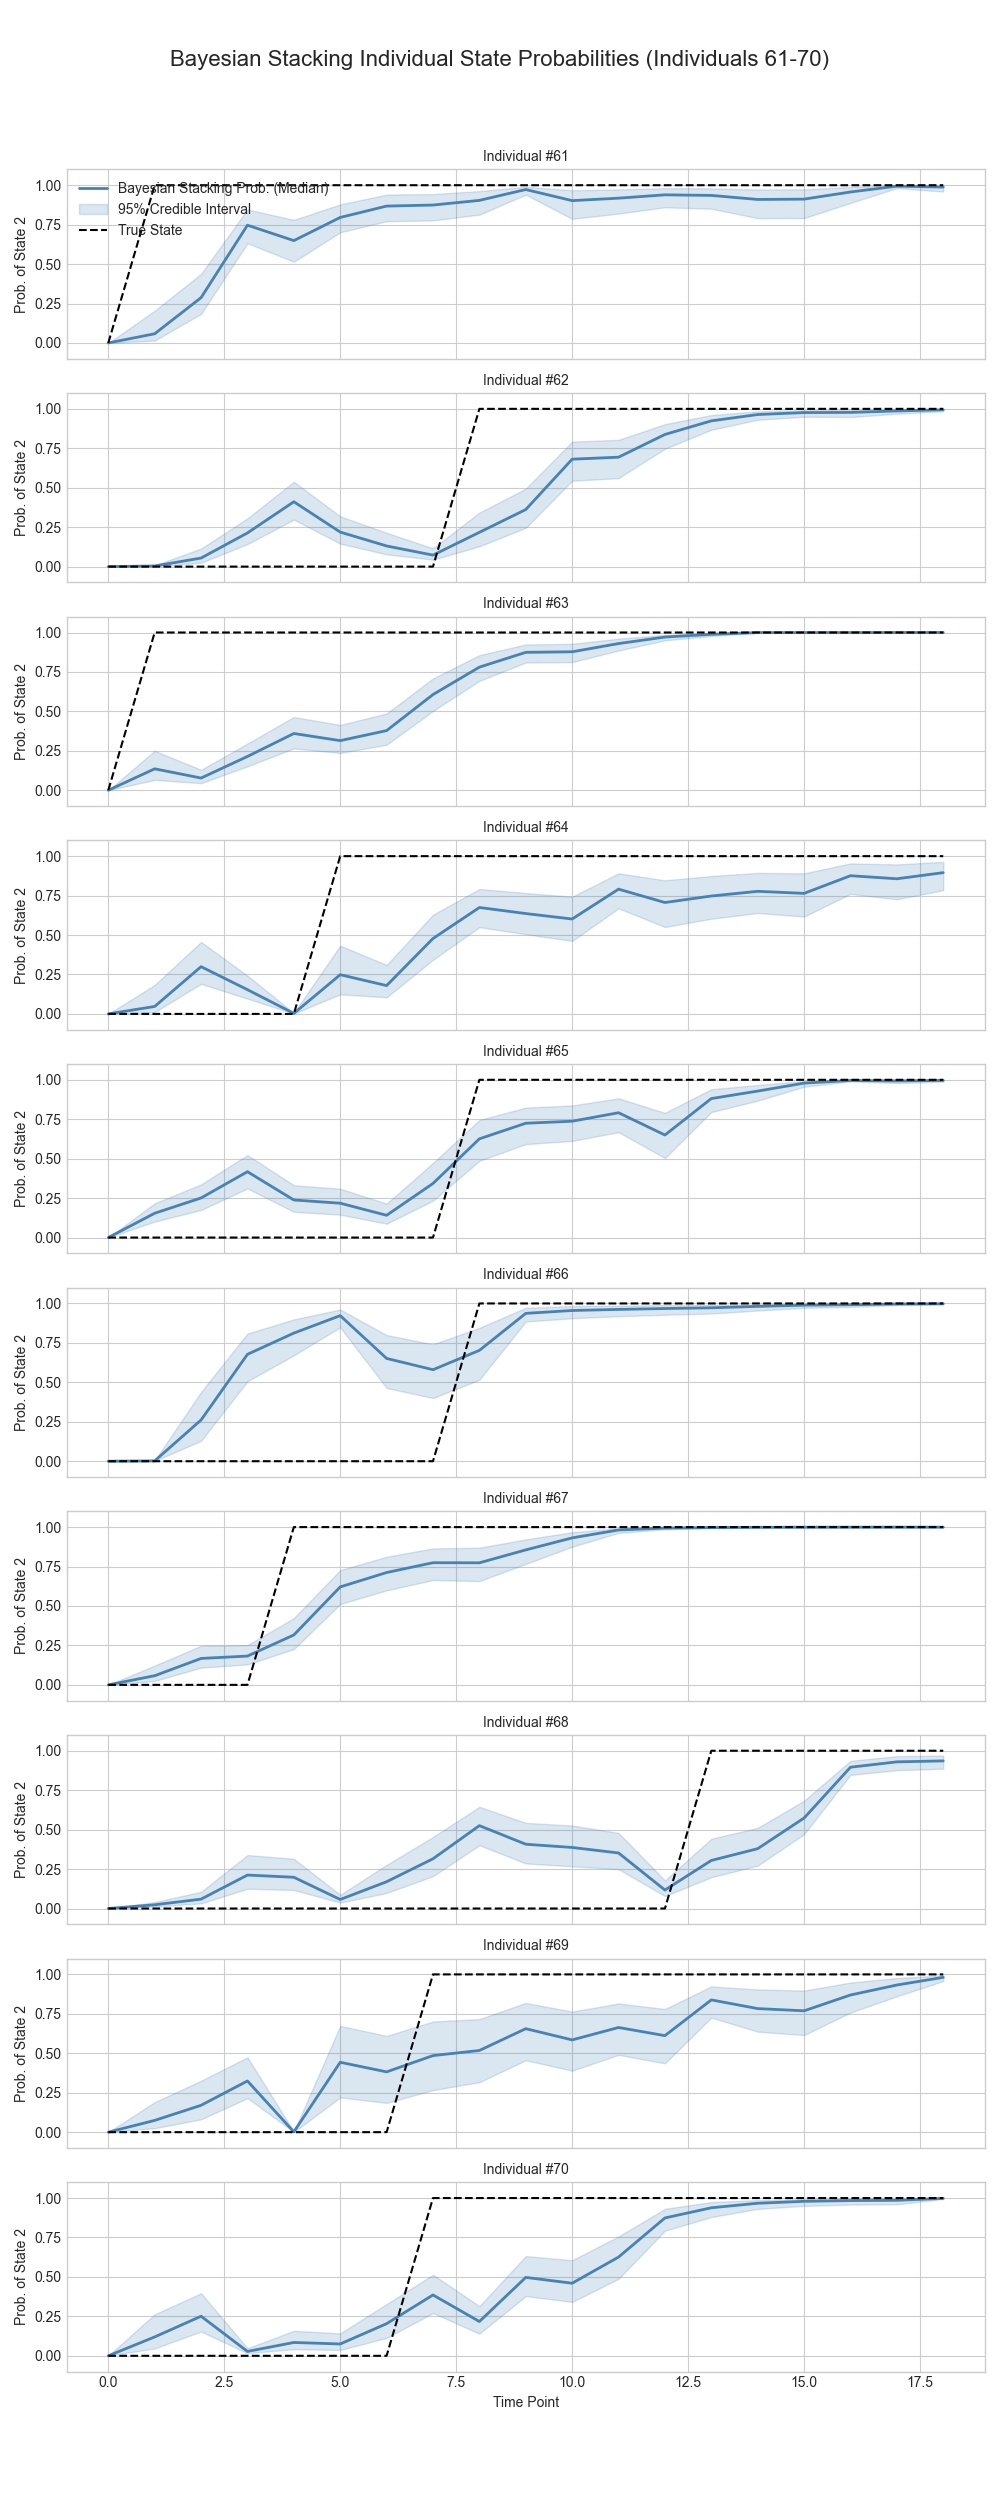 Bayesian Stacking Individual State Probabilities (Individuals 61-70)
Individual #61
Bayesian Stacking Prob. (Median)
95% Credible Interval
True State
Prob. of State 2
1.00
0.75
0.50
0.25
0.00
Individual #62
Prob. of State 2
1.00
0.75
0.50
0.25
0.00
Individual #63
Prob. of State 2
1.00
0.75
0.50
0.25
0.00
Individual #64
Prob. of State 2
1.00
0.75
0.50
0.25
0.00
Individual #65
Prob. of State 2
1.00
0.75
0.50
0.25
0.00
Individual #66
Prob. of State 2
1.00
0.75
0.50
0.25
0.00
Individual #67
Prob. of State 2
1.00
0.75
0.50
0.25
0.00
Individual #68
Prob. of State 2
1.00
0.75
0.50
0.25
0.00
Individual #69
Prob. of State 2
1.00
0.75
0.50
0.25
0.00
Individual #70
Prob. of State 2
1.00
0.75
0.50
0.25
0.00
0.0 2.5 5.0 7.5 10.0 12.5 15.0 17.5
Time Point